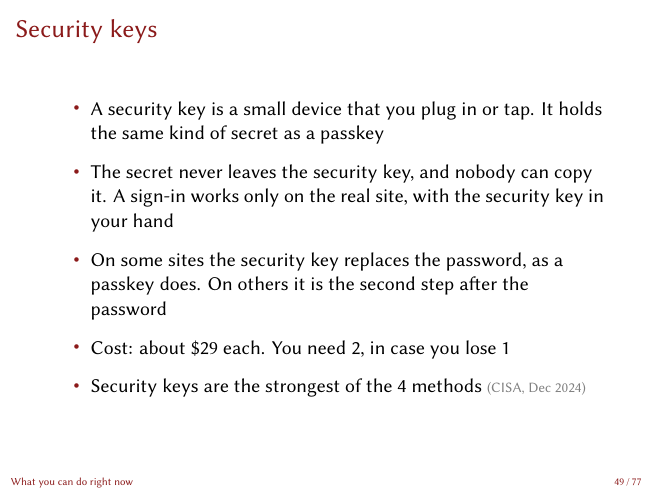 Security keys
• A security key is a small device that you plug in or tap. It holds
the same kind of secret as a passkey
• The secret never leaves the security key, and nobody can copy
it. A sign-in works only on the real site, with the security key in
your hand
• On some sites the security key replaces the password, as a
passkey does. On others it is the second step after the
password
• Cost: about $29 each. You need 2, in case you lose 1
• Security keys are the strongest of the 4 methods (CISA, Dec 2024)
What you can do right now
49 / 77